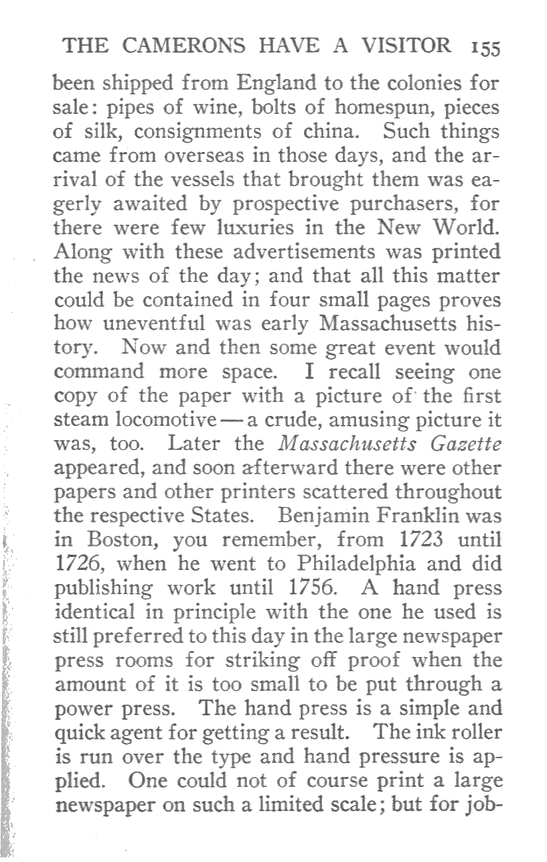 THE CAMERONS HAVE A VISITOR 155
been shipped from England to the colonies for
sale: pipes of wine, bolts of homespun, pieces
of silk, consignments of china. Such things
came from overseas in those days, and the ar-
rival of the vessels that brought them was ea-
gerly awaited by prospective purchasers, for
there were few luxuries in the New World.
Along with these advertisements was printed
the news of the day; and that all this matter
could be contained in four small pages proves
how uneventful was early Massachusetts his-
tory. Now and then some great event would
command more space. I recall seeing one
copy of the paper with a picture of the first
steam locomotive — a crude, amusing picture it
was, too. Later the Massachusetts Gazette
appeared, and soon afterward there were other
papers and other printers scattered throughout
the respective States. Benjamin Franklin was
in Boston, you remember, from 1723 until
1726, when he went to Philadelphia and did
publishing work until 1756. A hand press
identical in principle with the one he used is
still preferred to this day in the large newspaper
press rooms for striking off proof when the
amount of it is too small to be put through a
power press. The hand press is a simple and
quick agent for getting a result. The ink roller
is run over the type and hand pressure is ap-
plied. One could not of course print a large
newspaper on such a limited scale; but for job-